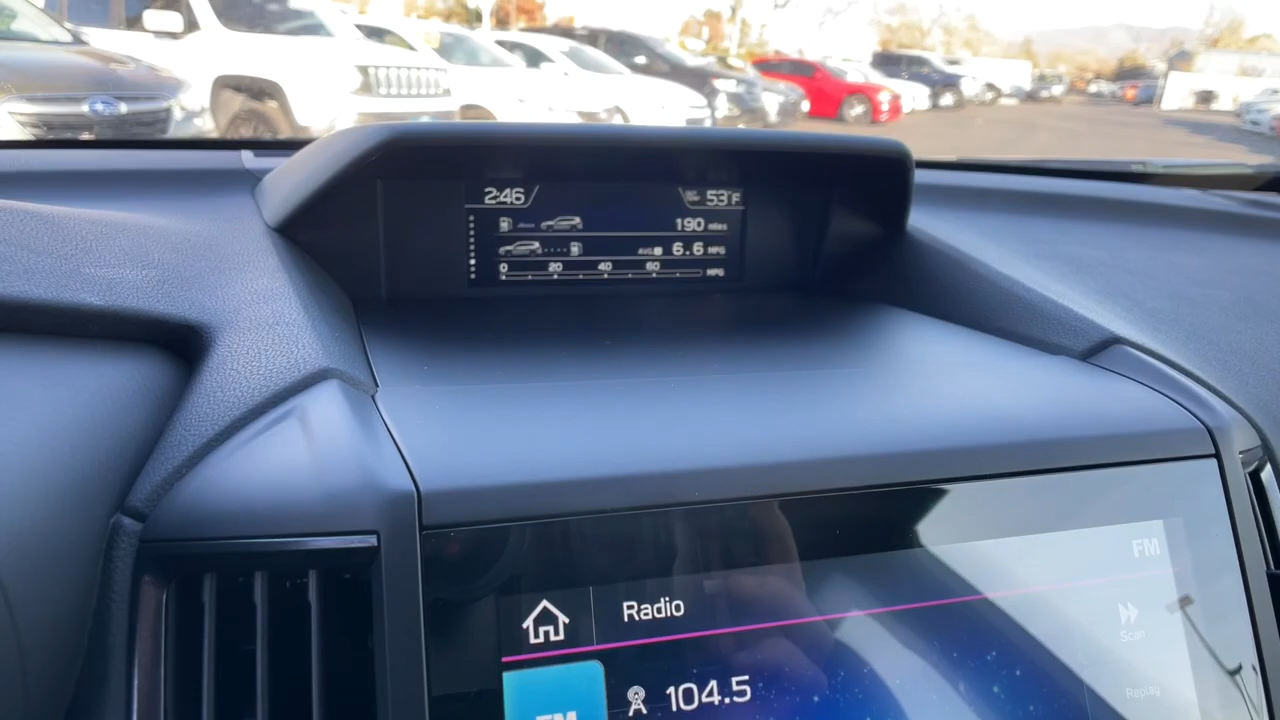 2:46 53°F
190 miles
AVG B 6.6 MPG
0 20 40 60 MPG
FM
Radio
Scan
104.5
Replay
FM